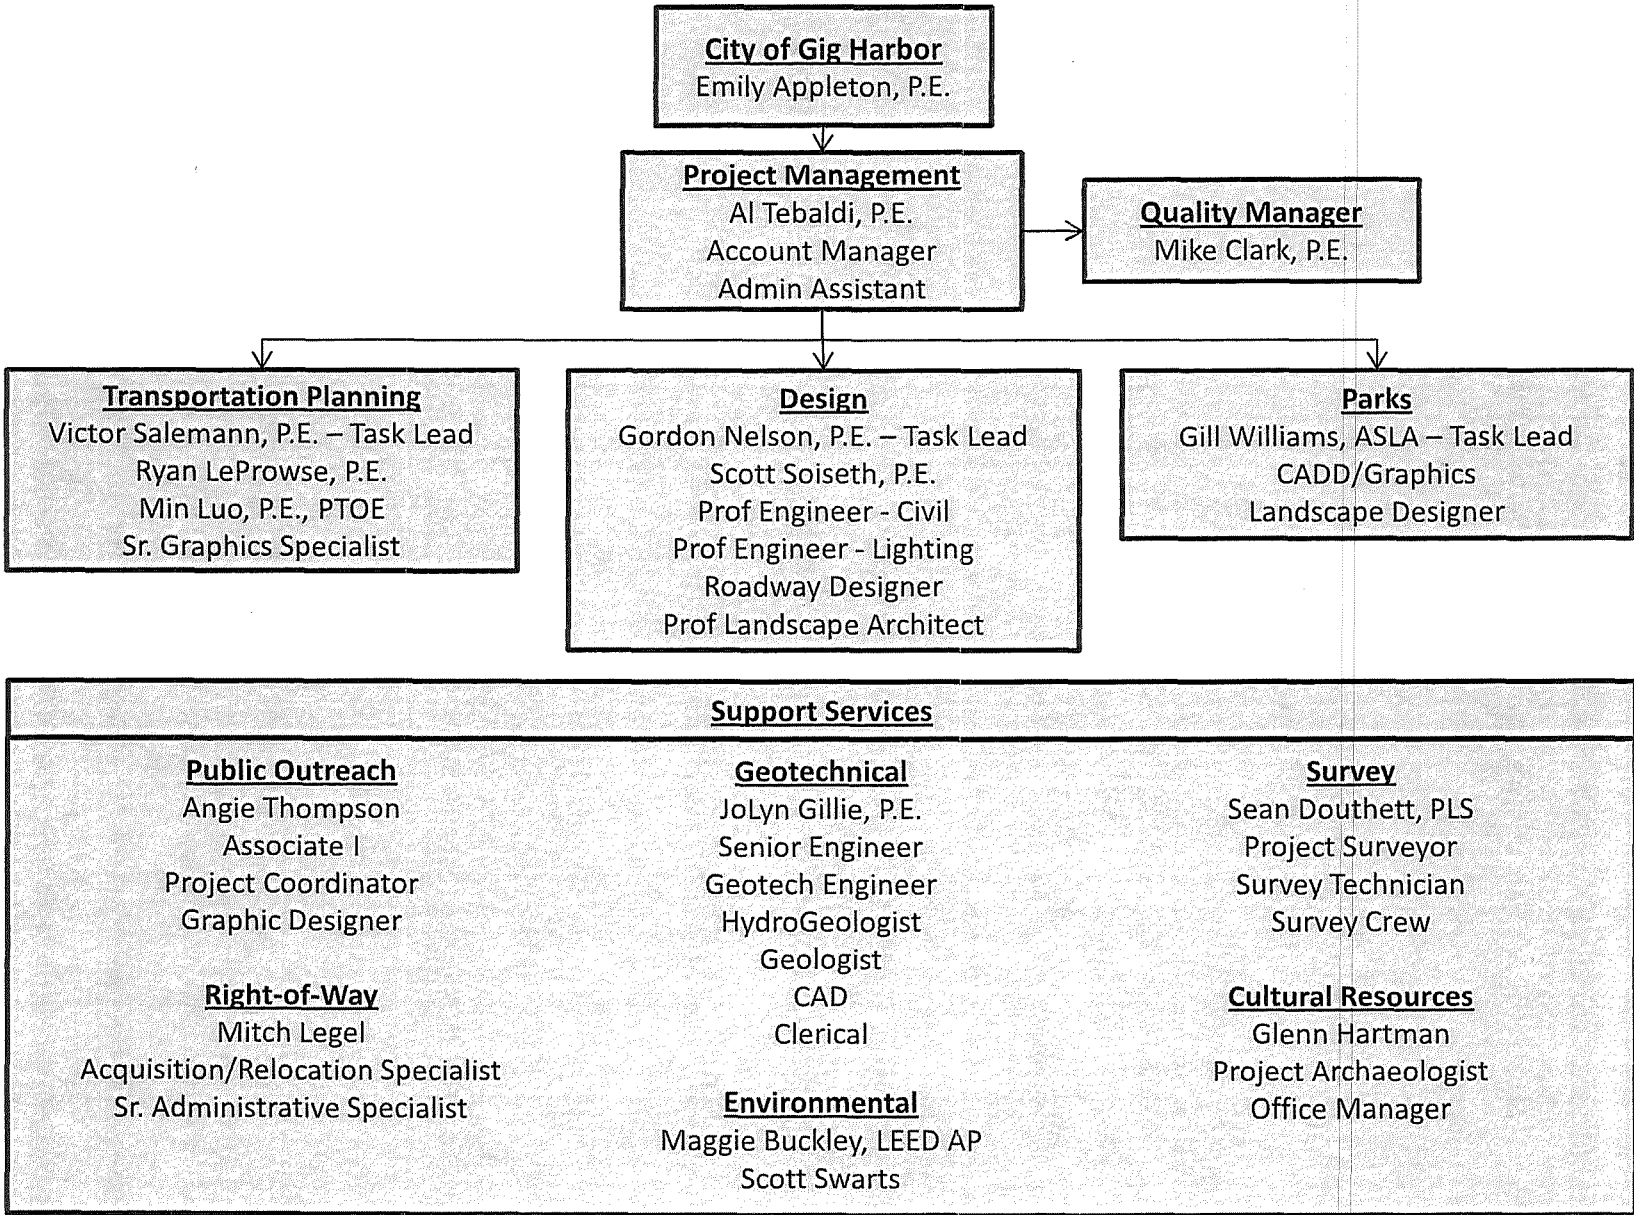 City of Gig Harbor
Emily Appleton, P.E.
Project Management
Al Tebaldi, P.E.
Account Manager
Admin Assistant
Quality Manager
Mike Clark, P.E.
Transportation Planning
Victor Salemann, P.E. – Task Lead
Ryan LeProwse, P.E.
Min Luo, P.E., PTOE
Sr. Graphics Specialist
Design
Gordon Nelson, P.E. – Task Lead
Scott Soiseth, P.E.
Prof Engineer - Civil
Prof Engineer - Lighting
Roadway Designer
Prof Landscape Architect
Parks
Gill Williams, ASLA – Task Lead
CADD/Graphics
Landscape Designer
Support Services
Public Outreach
Angie Thompson
Associate I
Project Coordinator
Graphic Designer
Right-of-Way
Mitch Legel
Acquisition/Relocation Specialist
Sr. Administrative Specialist
Geotechnical
JoLyn Gillie, P.E.
Senior Engineer
Geotech Engineer
HydroGeologist
Geologist
CAD
Clerical
Environmental
Maggie Buckley, LEED AP
Scott Swarts
Survey
Sean Douthett, PLS
Project Surveyor
Survey Technician
Survey Crew
Cultural Resources
Glenn Hartman
Project Archaeologist
Office Manager